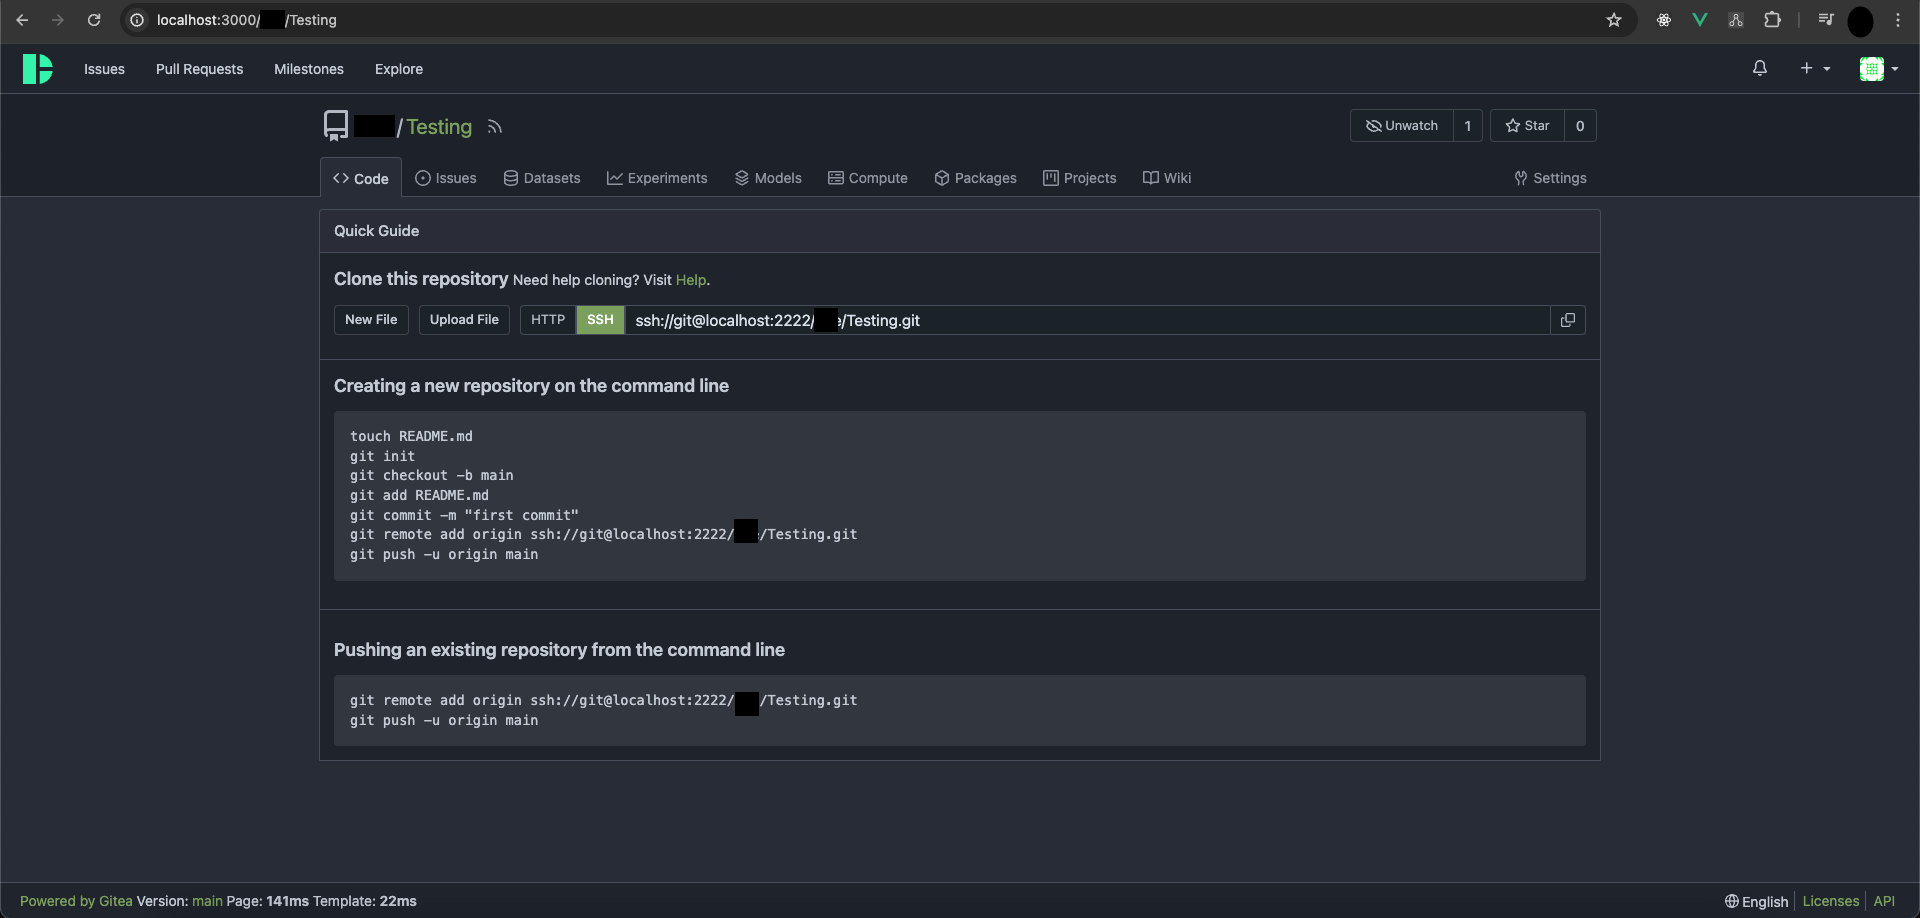 localhost:3000/ /Testing
Issues Pull Requests Milestones Explore
/ Testing
Unwatch 1 Star 0
Code Issues Datasets Experiments Models Compute Packages Projects Wiki Settings
Quick Guide
Clone this repository Need help cloning? Visit Help.
New File Upload File HTTP SSH ssh://git@localhost:2222/ /Testing.git
Creating a new repository on the command line
touch README.md
git init
git checkout -b main
git add README.md
git commit -m "first commit"
git remote add origin ssh://git@localhost:2222/ /Testing.git
git push -u origin main
Pushing an existing repository from the command line
git remote add origin ssh://git@localhost:2222/ /Testing.git
git push -u origin main
Powered by Gitea Version: main Page: 141ms Template: 22ms
English Licenses API